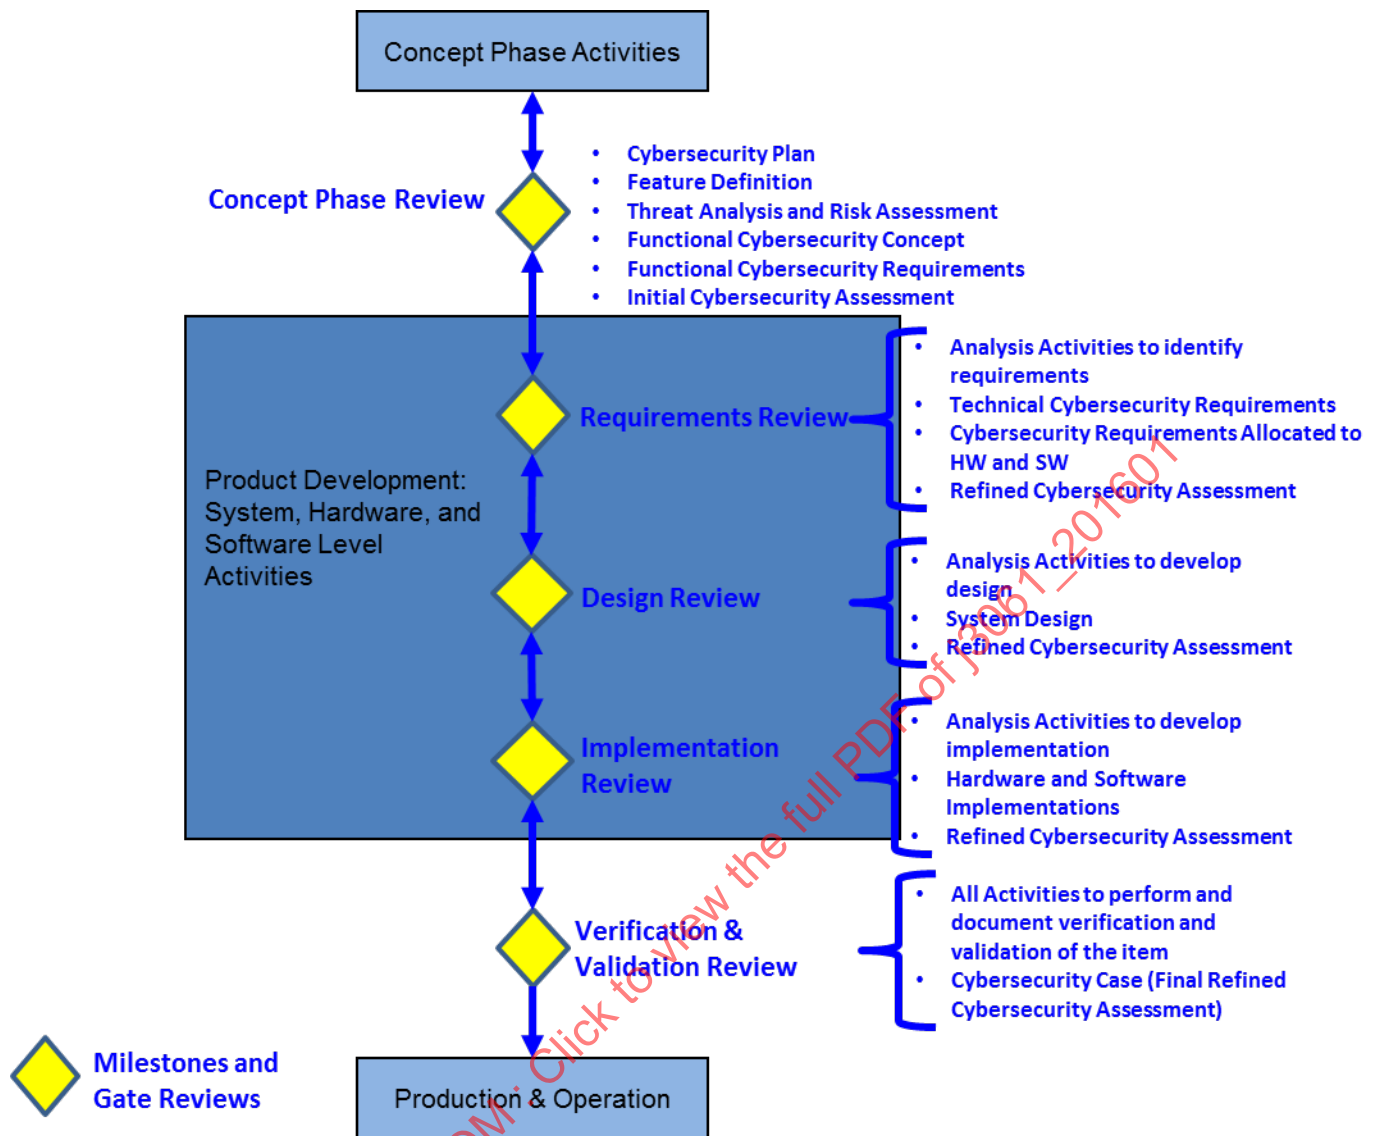 Concept Phase Activities
Concept Phase Review
• Cybersecurity Plan
• Feature Definition
• Threat Analysis and Risk Assessment
• Functional Cybersecurity Concept
• Functional Cybersecurity Requirements
• Initial Cybersecurity Assessment
Product Development:
System, Hardware, and
Software Level
Activities
Requirements Review
• Analysis Activities to identify
requirements
• Technical Cybersecurity Requirements
• Cybersecurity Requirements Allocated to
HW and SW
• Refined Cybersecurity Assessment
Design Review
• Analysis Activities to develop
design
• System Design
• Refined Cybersecurity Assessment
Implementation
Review
• Analysis Activities to develop
implementation
• Hardware and Software
Implementations
• Refined Cybersecurity Assessment
Verification &
Validation Review
• All Activities to perform and
document verification and
validation of the item
• Cybersecurity Case (Final Refined
Cybersecurity Assessment)
Milestones and
Gate Reviews
Production & Operation
: Click to view the full PDF of j3061_201601